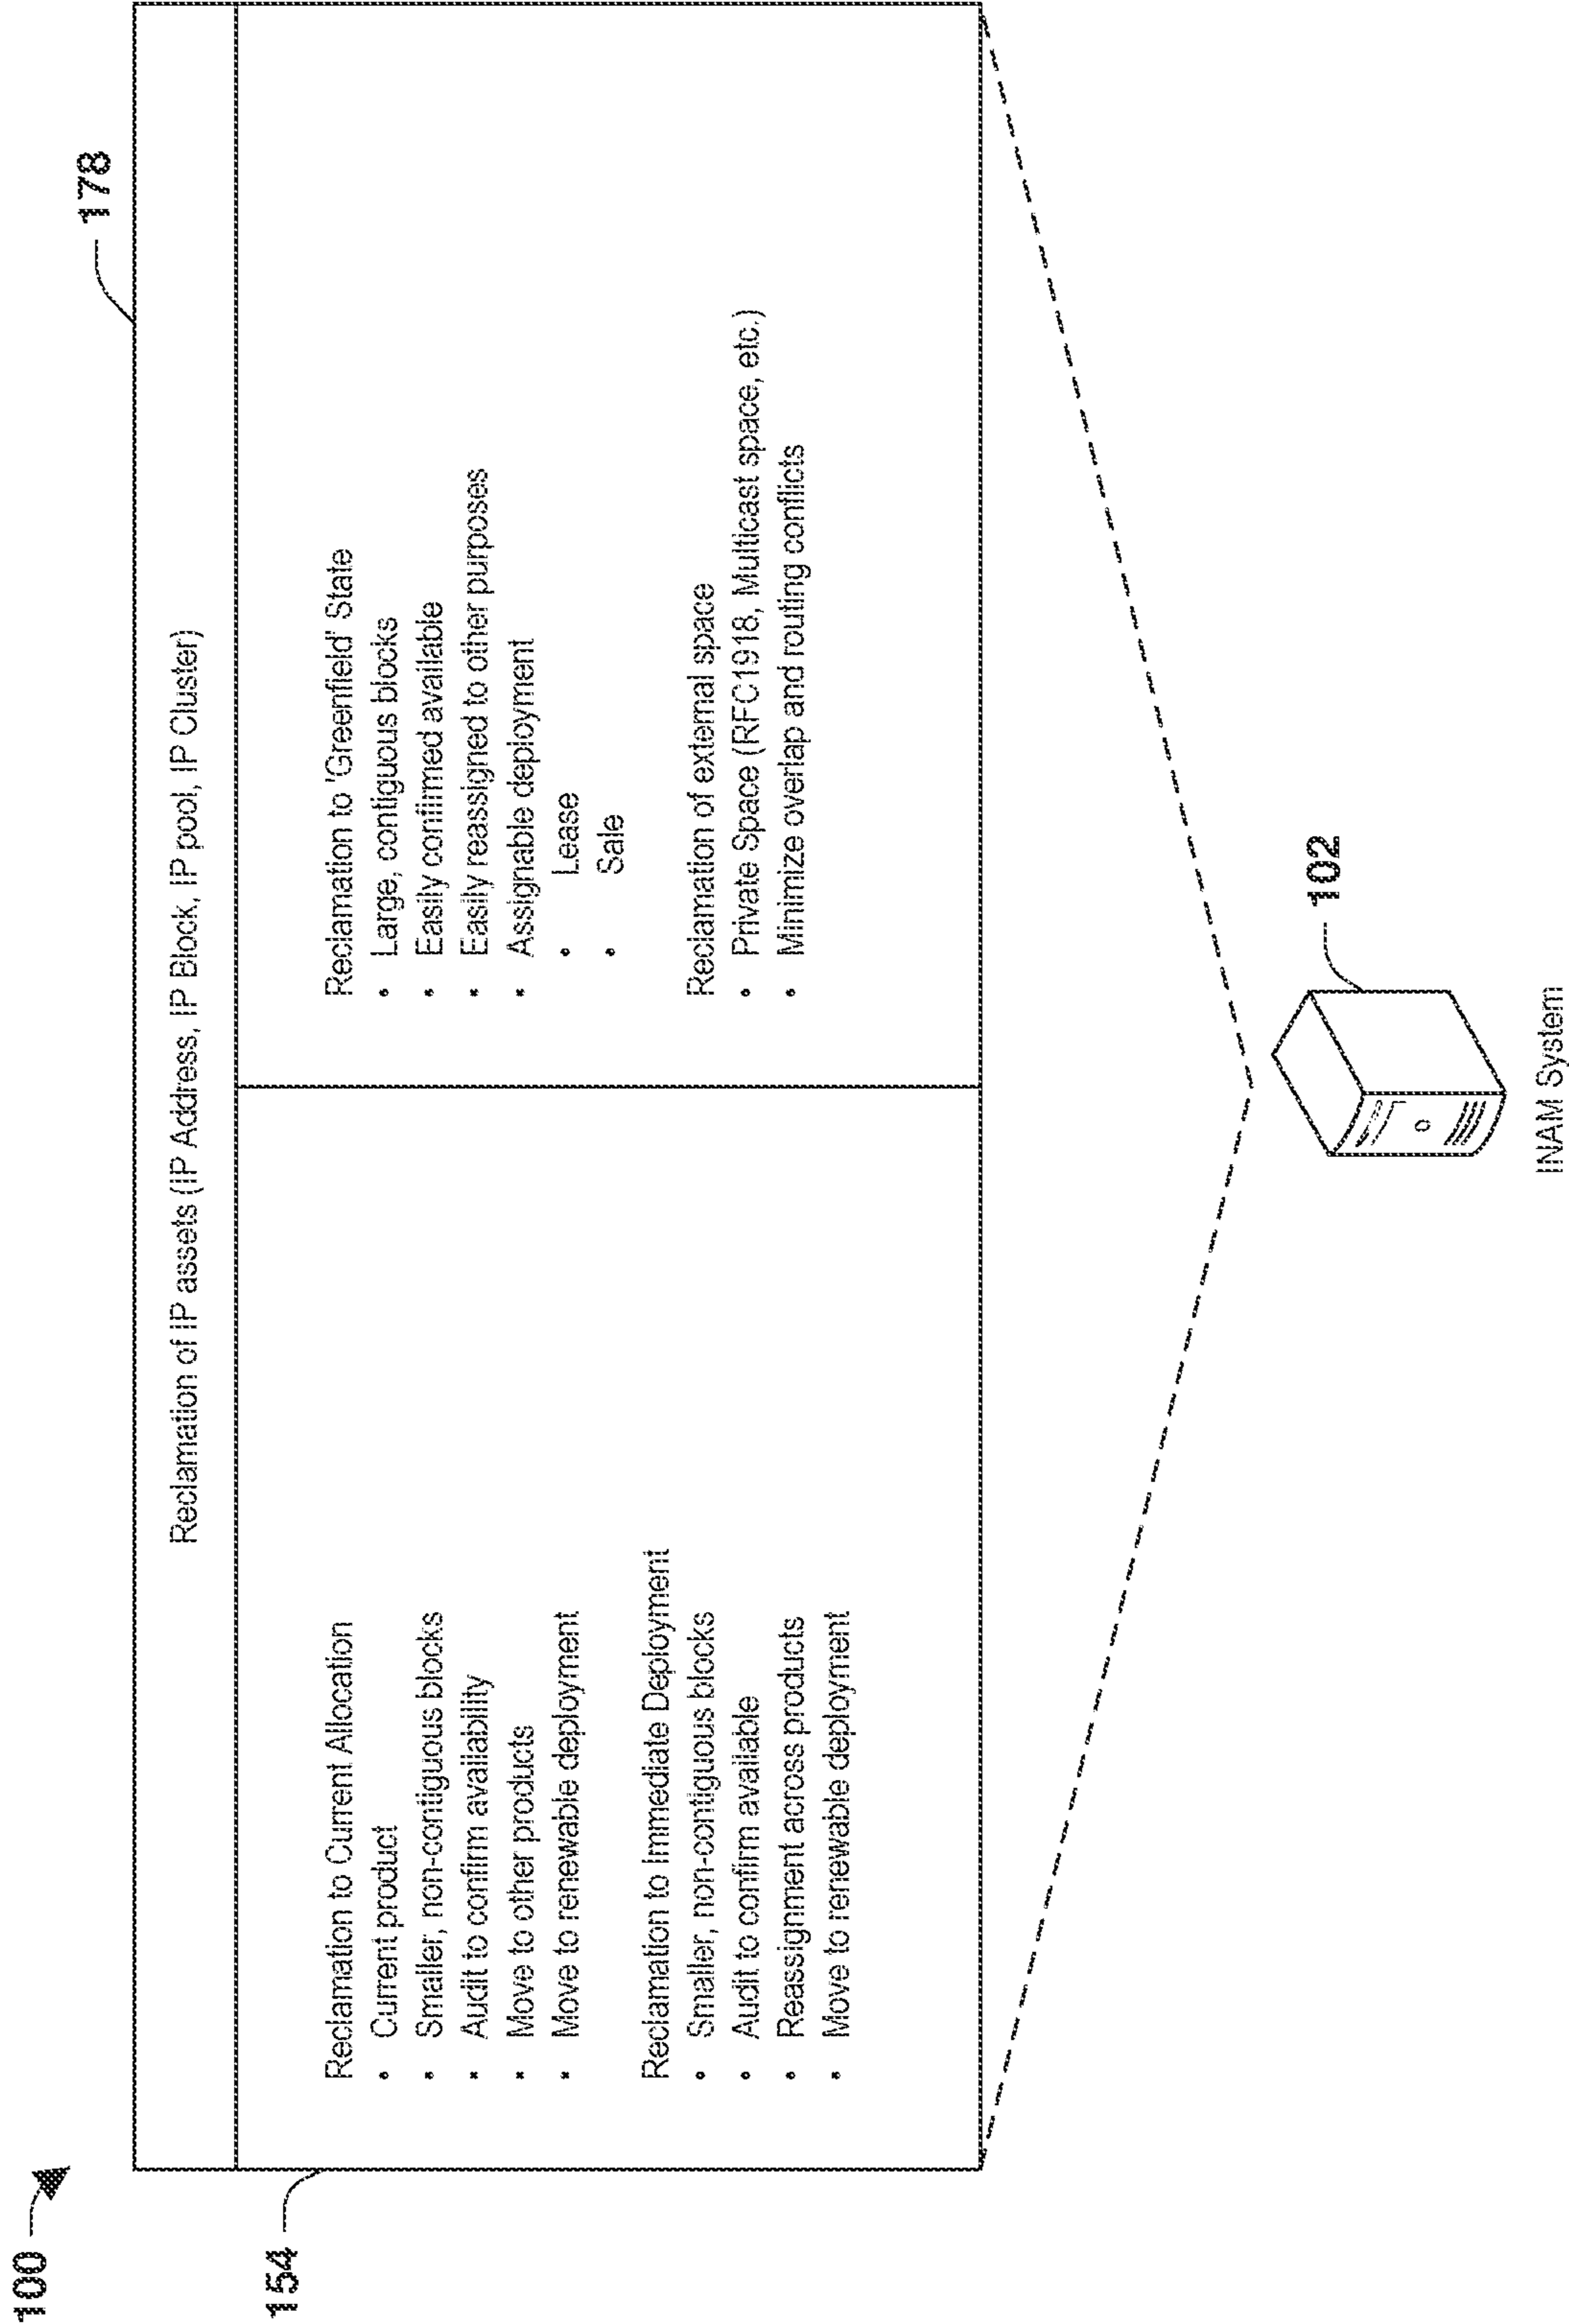 100
178
Reclamation of IP assets (IP Address, IP Block, IP pool, IP Cluster)
154
Reclamation to Current Allocation
• Current product
• Smaller, non-contiguous blocks
• Audit to confirm availability
• Move to other products
• Move to renewable deployment
Reclamation to Immediate Deployment
• Smaller, non-contiguous blocks
• Audit to confirm available
• Reassignment across products
• Move to renewable deployment
Reclamation to 'Greenfield' State
• Large, contiguous blocks
• Easily confirmed available
• Easily reassigned to other purposes
• Assignable deployment
• Lease
• Sale
Reclamation of external space
• Private Space (RFC1918, Multicast space, etc.)
• Minimize overlap and routing conflicts
102
INAM System